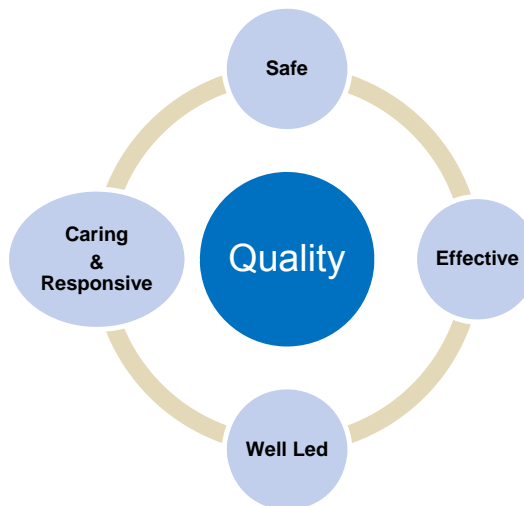 Safe
Caring
&
Responsive
Quality
Effective
Well Led